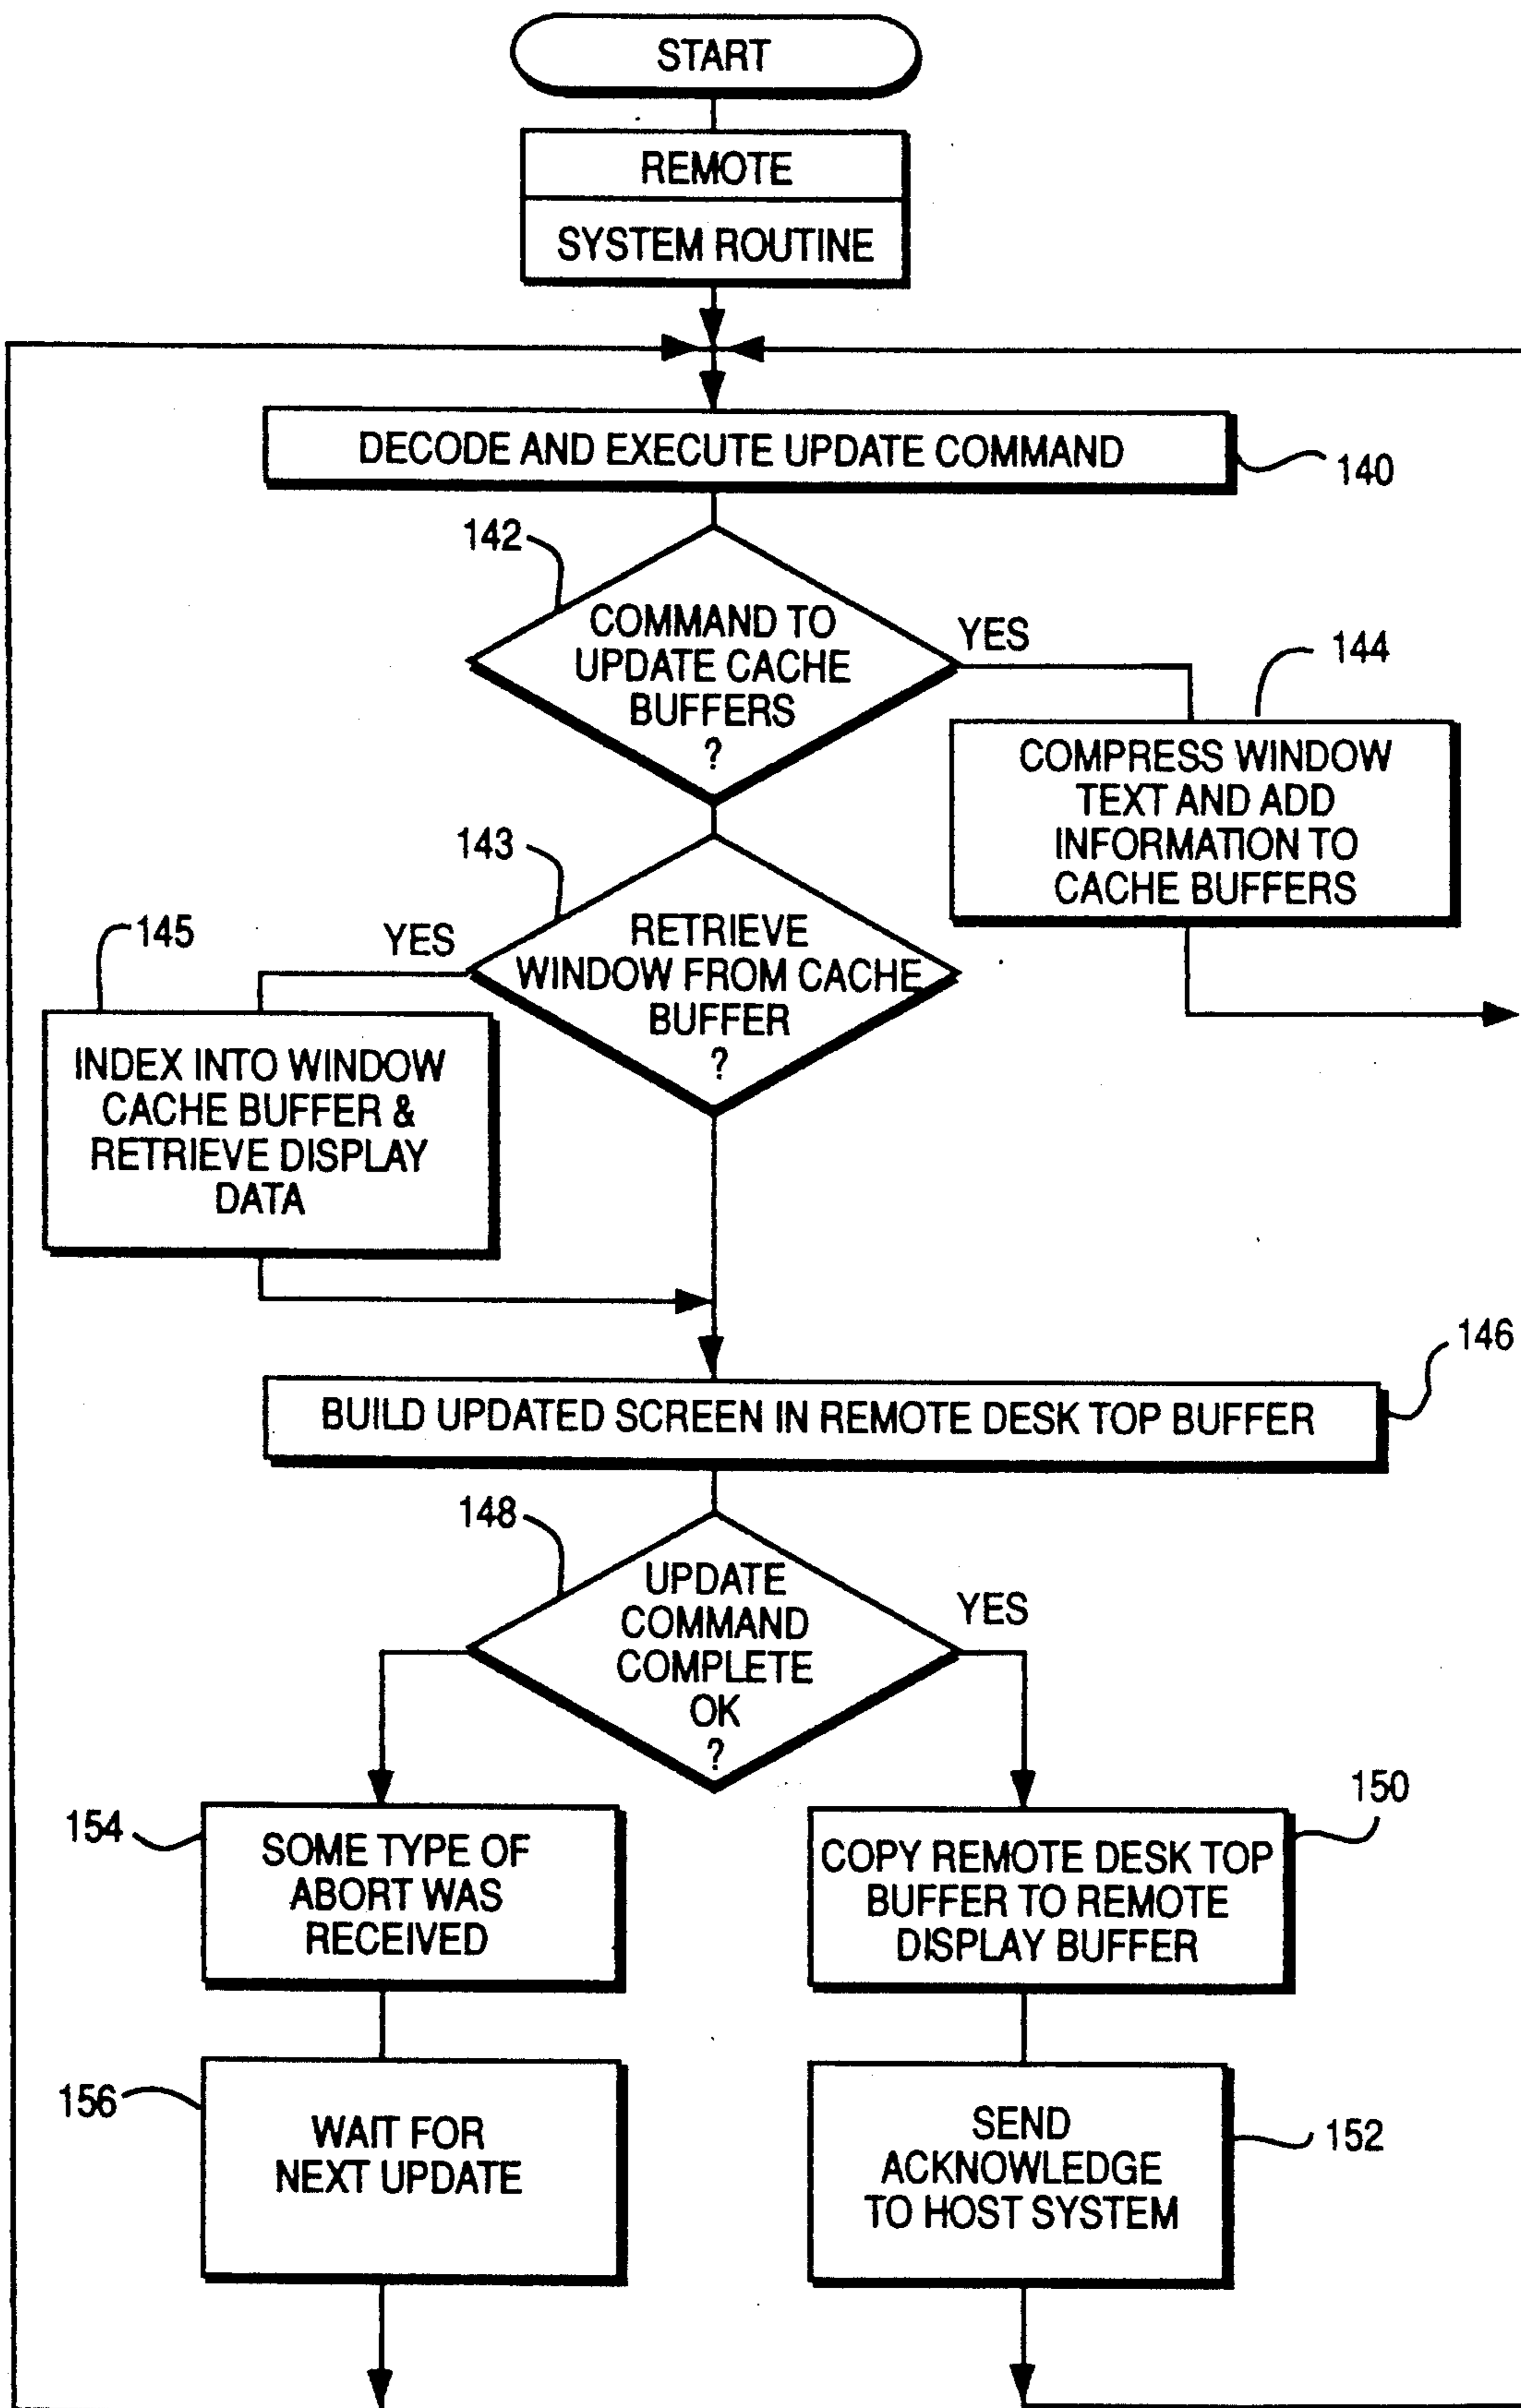 START
REMOTE
SYSTEM ROUTINE
DECODE AND EXECUTE UPDATE COMMAND
140
142
COMMAND TO
UPDATE CACHE
BUFFERS
?
YES
144
COMPRESS WINDOW
TEXT AND ADD
INFORMATION TO
CACHE BUFFERS
143
RETRIEVE
WINDOW FROM CACHE
BUFFER
?
YES
145
INDEX INTO WINDOW
CACHE BUFFER &
RETRIEVE DISPLAY
DATA
146
BUILD UPDATED SCREEN IN REMOTE DESK TOP BUFFER
148
UPDATE
COMMAND
COMPLETE
OK
?
YES
154
SOME TYPE OF
ABORT WAS
RECEIVED
150
COPY REMOTE DESK TOP
BUFFER TO REMOTE
DISPLAY BUFFER
156
WAIT FOR
NEXT UPDATE
SEND
ACKNOWLEDGE
TO HOST SYSTEM
152